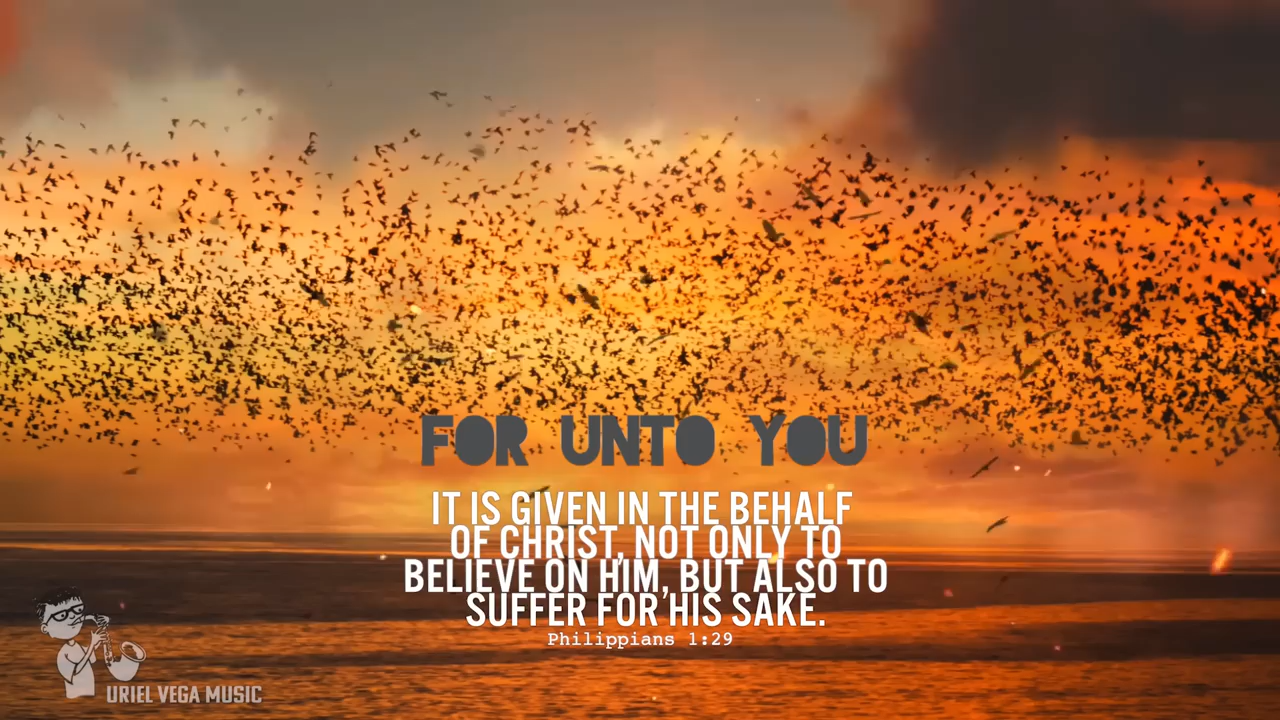 FOR UNTO YOU
IT IS GIVEN IN THE BEHALF
OF CHRIST, NOT ONLY TO
BELIEVE ON HIM, BUT ALSO TO
SUFFER FOR HIS SAKE.
Philippians 1:29
URIEL VEGA MUSIC